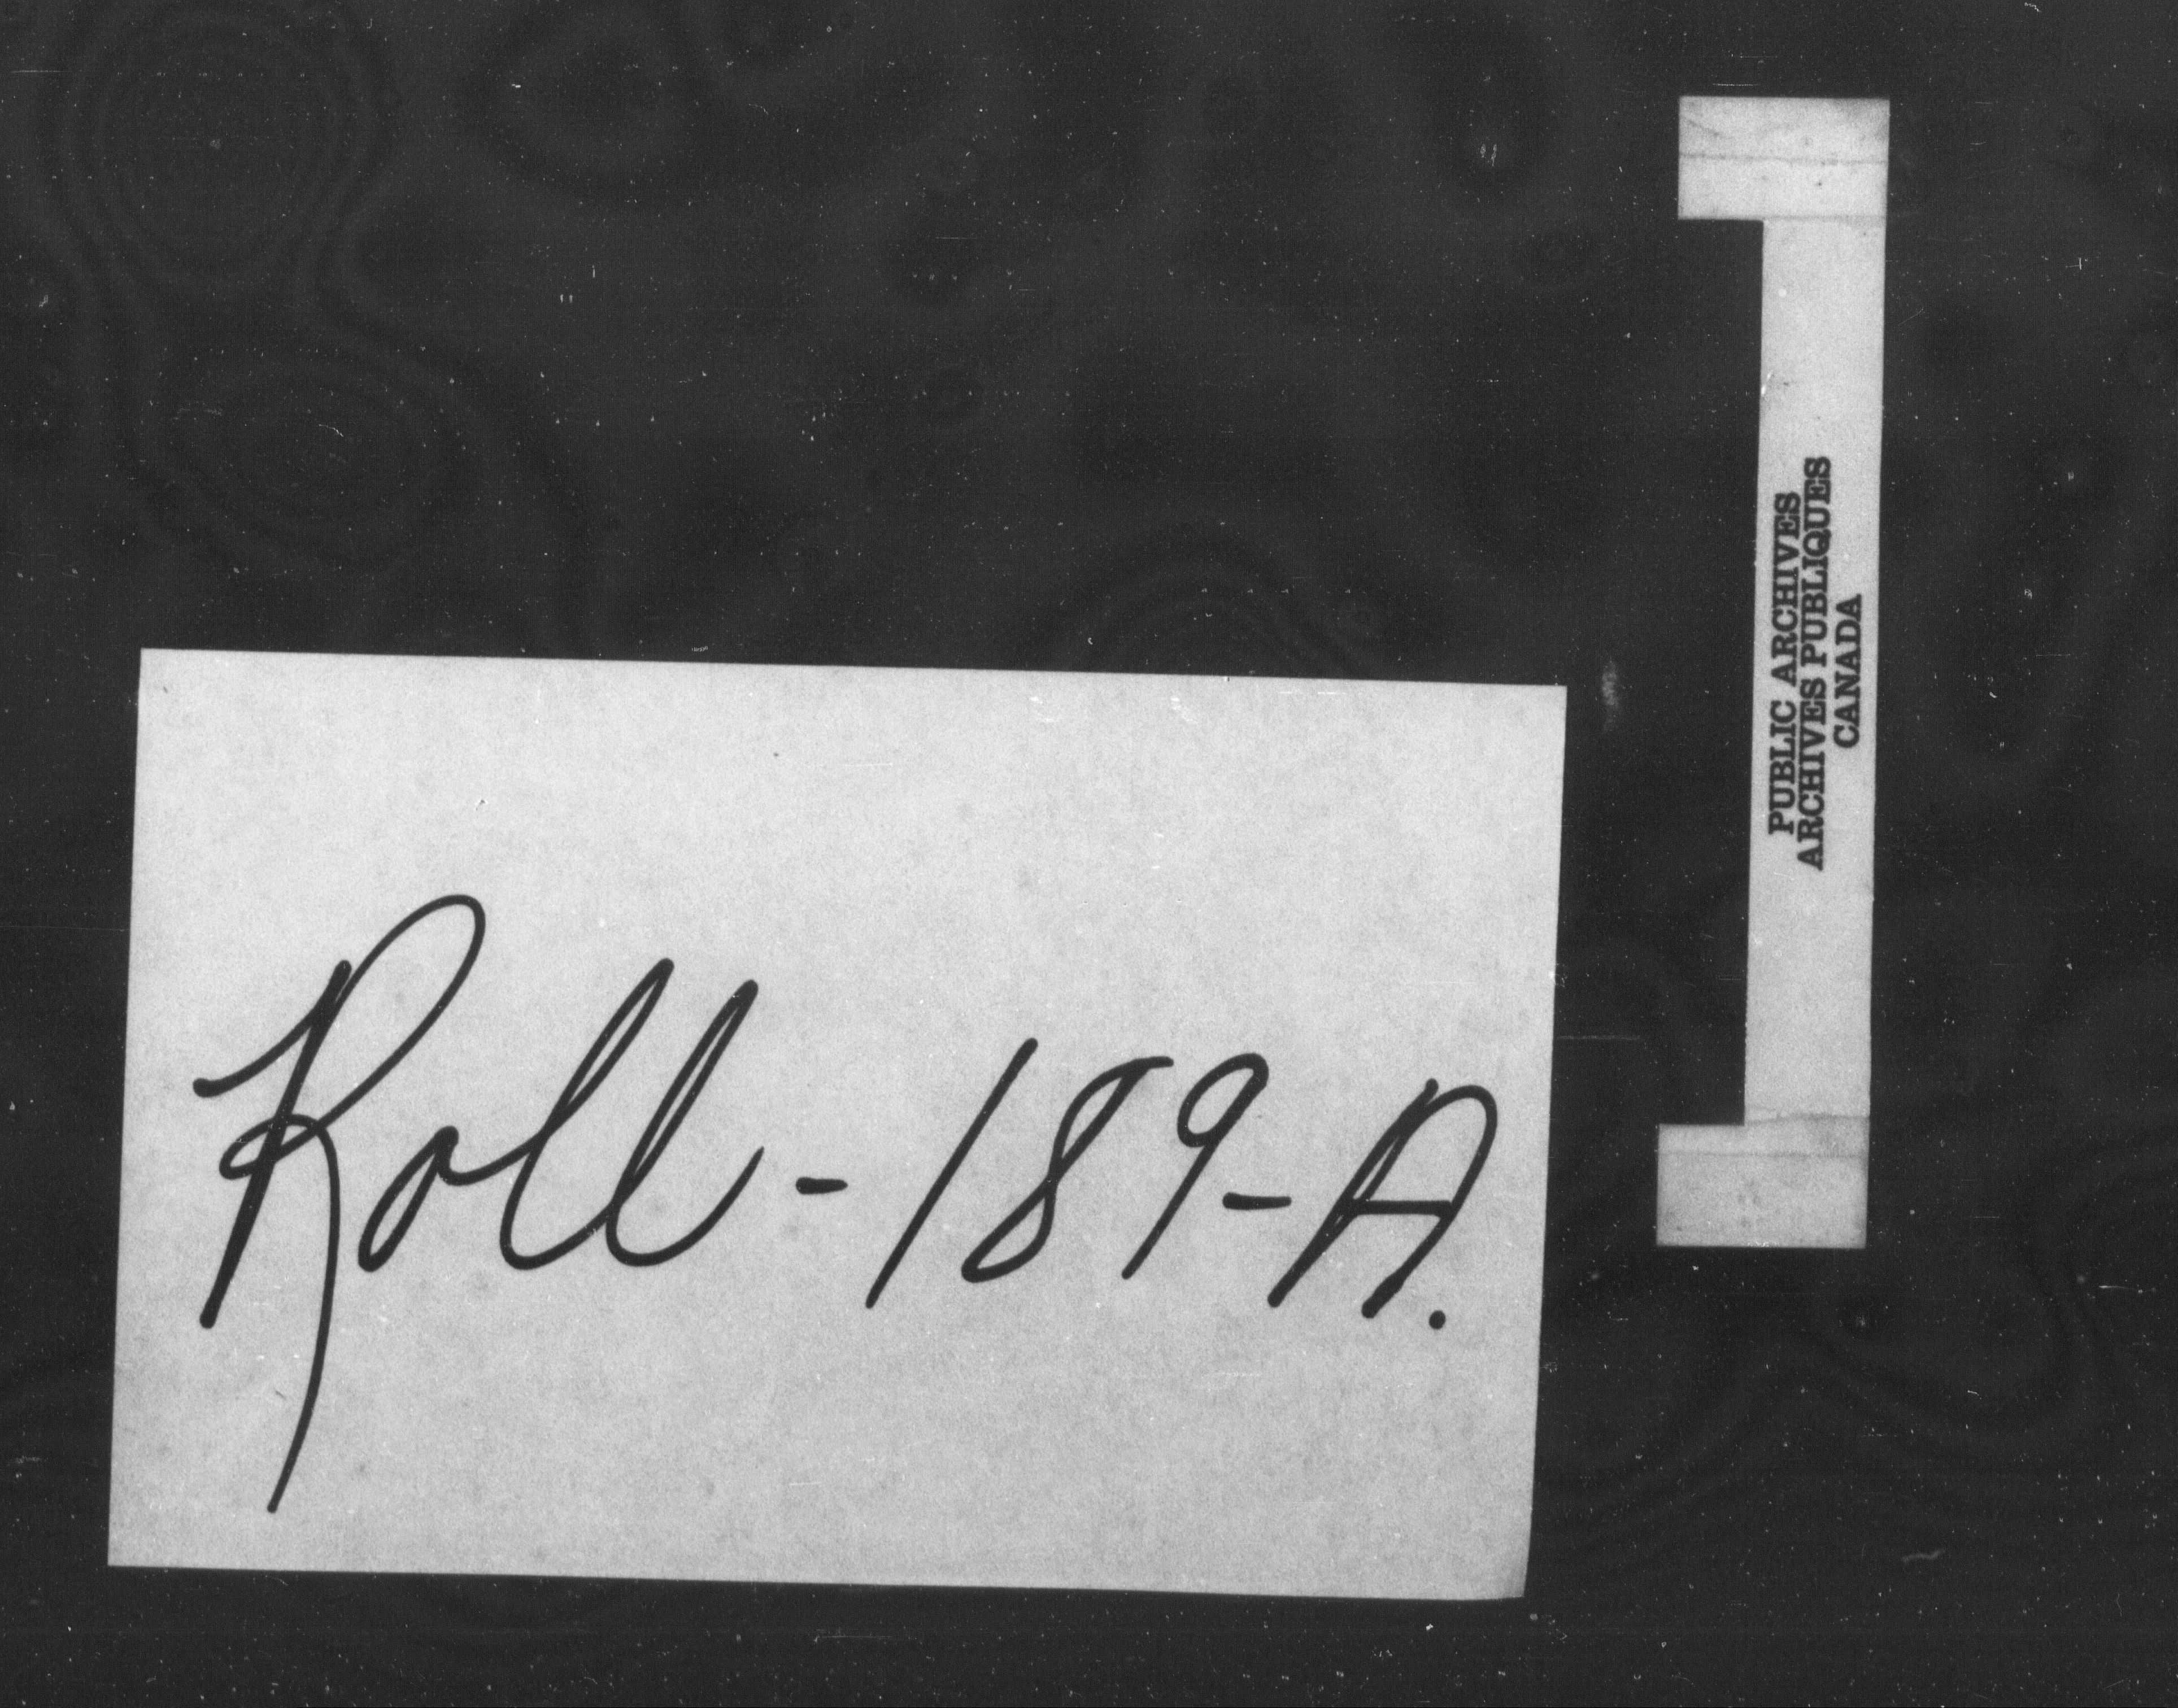 Roll-189-A.
PUBLIC ARCHIVES
ARCHIVES PUBLIQUES
CANADA